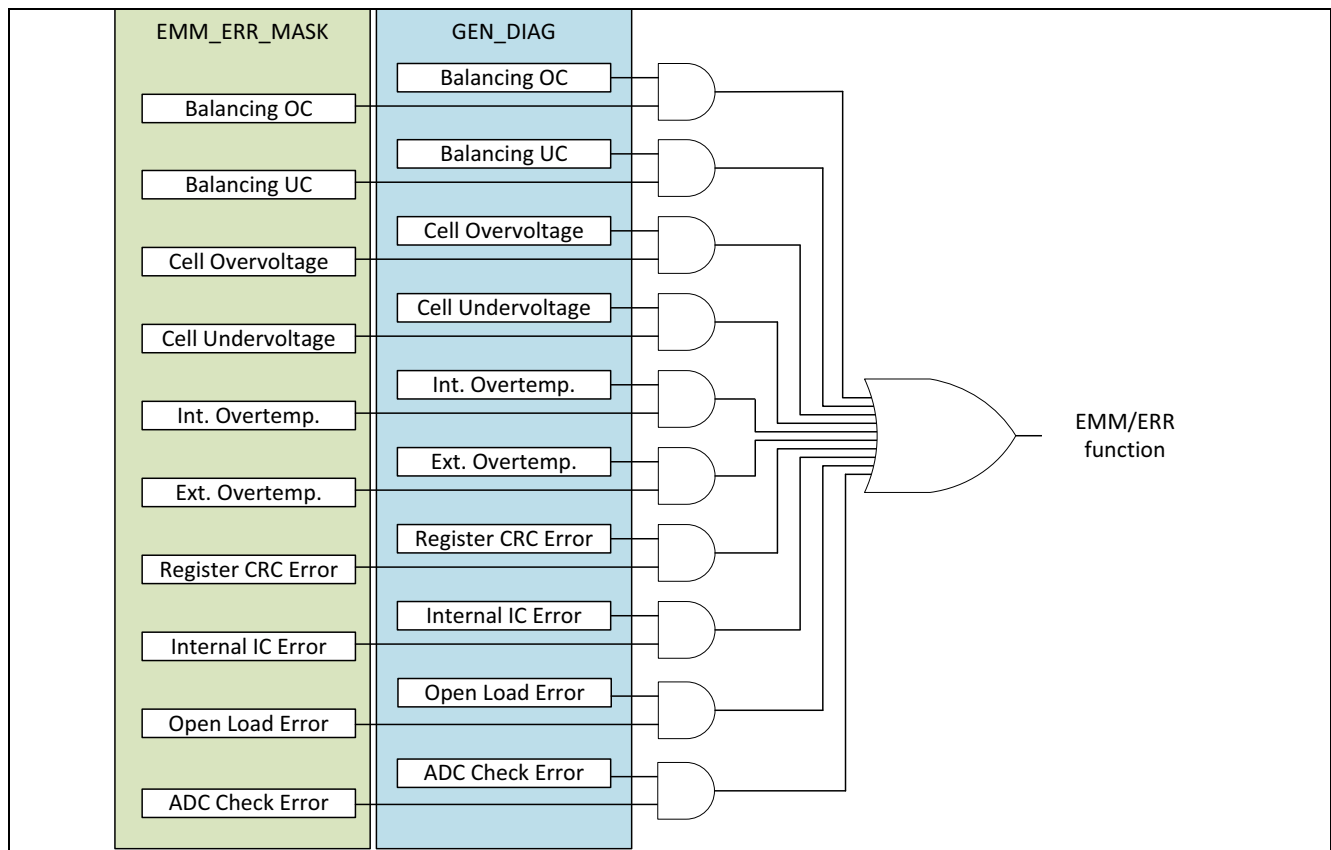 EMM_ERR_MASK
GEN_DIAG
Balancing OC
Balancing OC
Balancing UC
Balancing UC
Cell Overvoltage
Cell Overvoltage
Cell Undervoltage
Cell Undervoltage
Int. Overtemp.
Int. Overtemp.
Ext. Overtemp.
Ext. Overtemp.
Register CRC Error
Register CRC Error
Internal IC Error
Internal IC Error
Open Load Error
Open Load Error
ADC Check Error
ADC Check Error
EMM/ERR
function